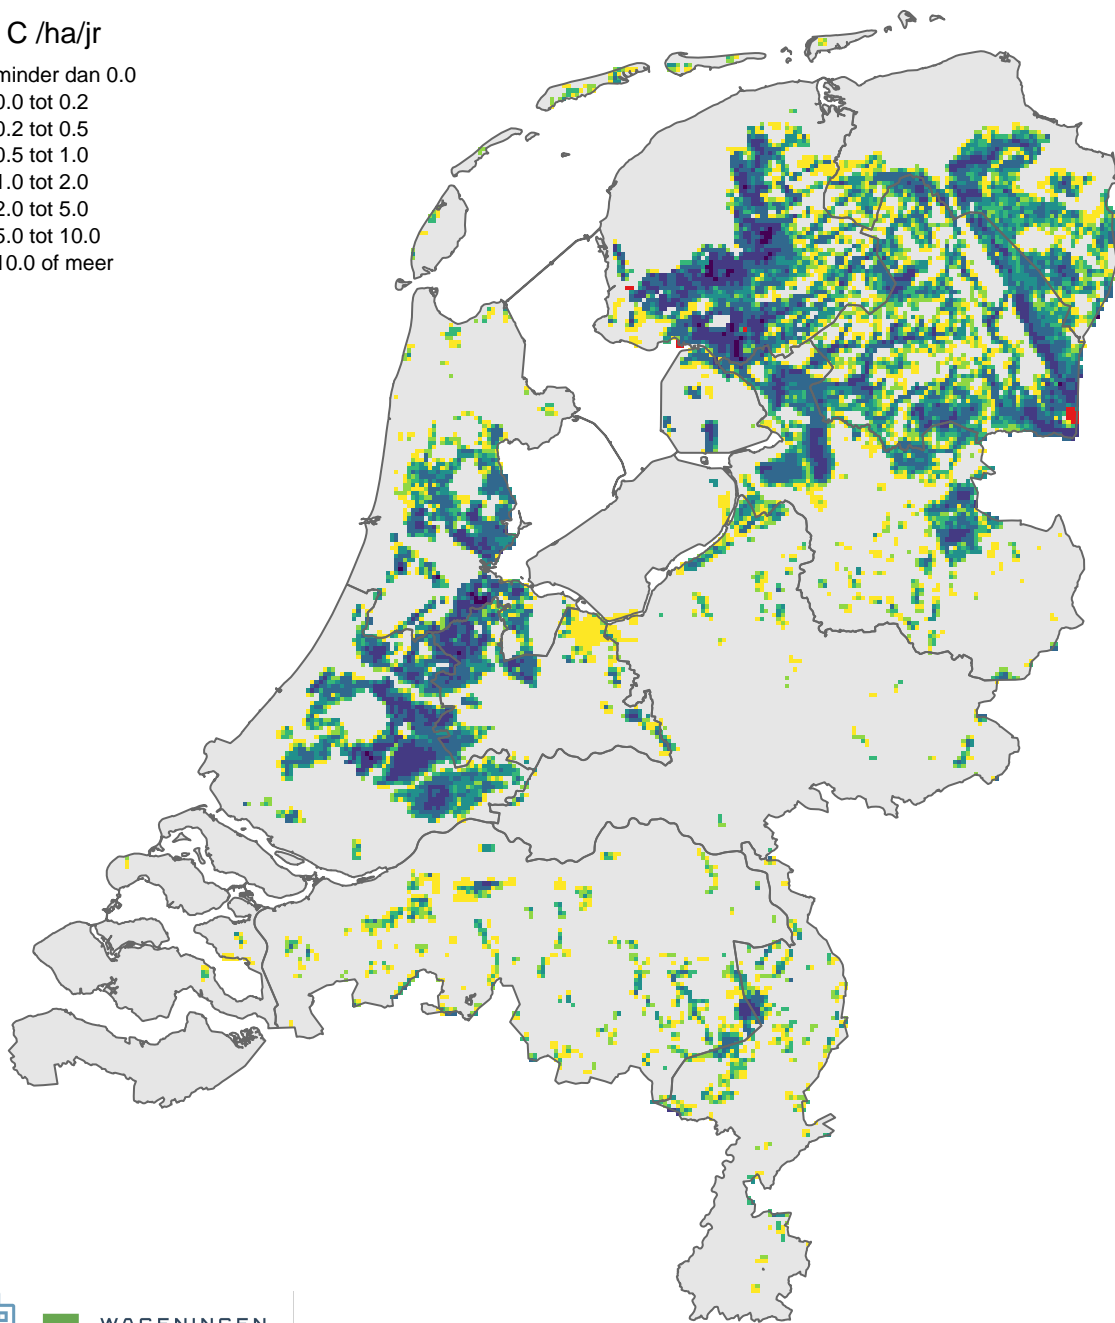 C /ha/jr
minder dan 0.0
0.0 tot 0.2
0.2 tot 0.5
0.5 tot 1.0
1.0 tot 2.0
2.0 tot 5.0
5.0 tot 10.0
10.0 of meer
WAGENINGEN